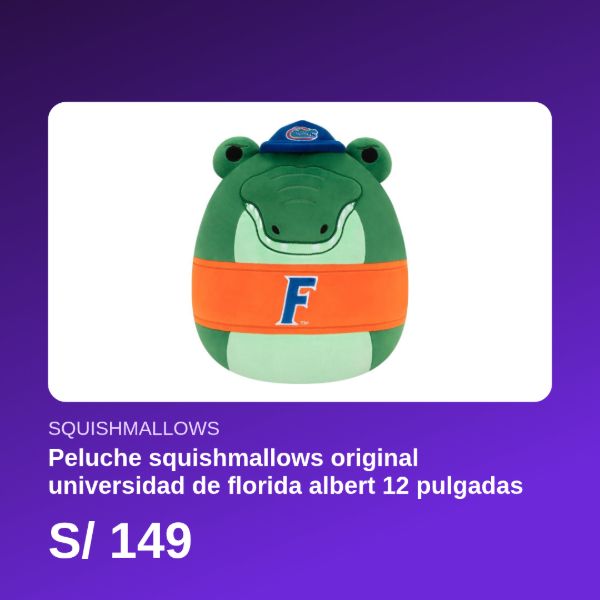 F
SQUISHMALLOWS
Peluche squishmallows original
universidad de florida albert 12 pulgadas
S/ 149